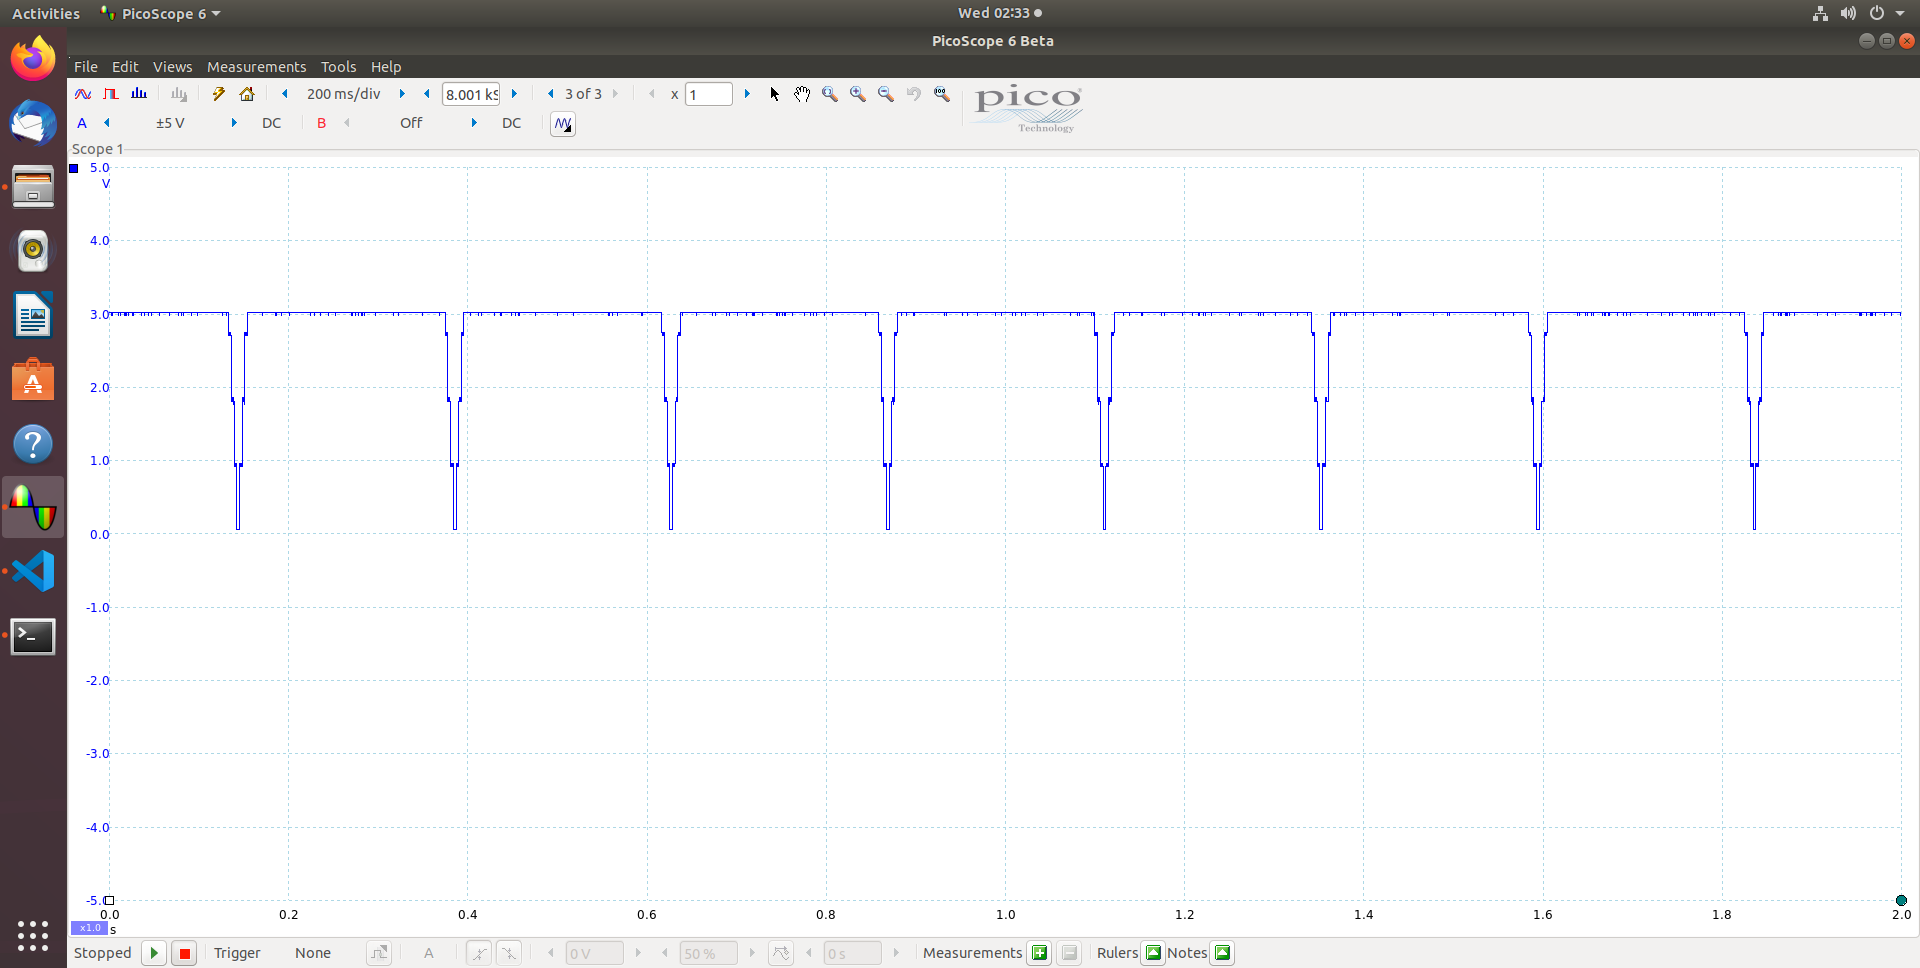 Activities PicoScope 6 Wed 02:33
PicoScope 6 Beta
File Edit Views Measurements Tools Help
200 ms/div 8.001 kS 3 of 3 x 1
pico
Technology
A ±5 V DC B Off DC
Scope 1
5.0
V
4.0
3.0
2.0
1.0
0.0
-1.0
-2.0
-3.0
-4.0
-5.0
0.0 0.2 0.4 0.6 0.8 1.0 1.2 1.4 1.6 1.8 2.0
x1.0 s
Stopped Trigger None A 0 V 50 % 0 s Measurements Rulers Notes